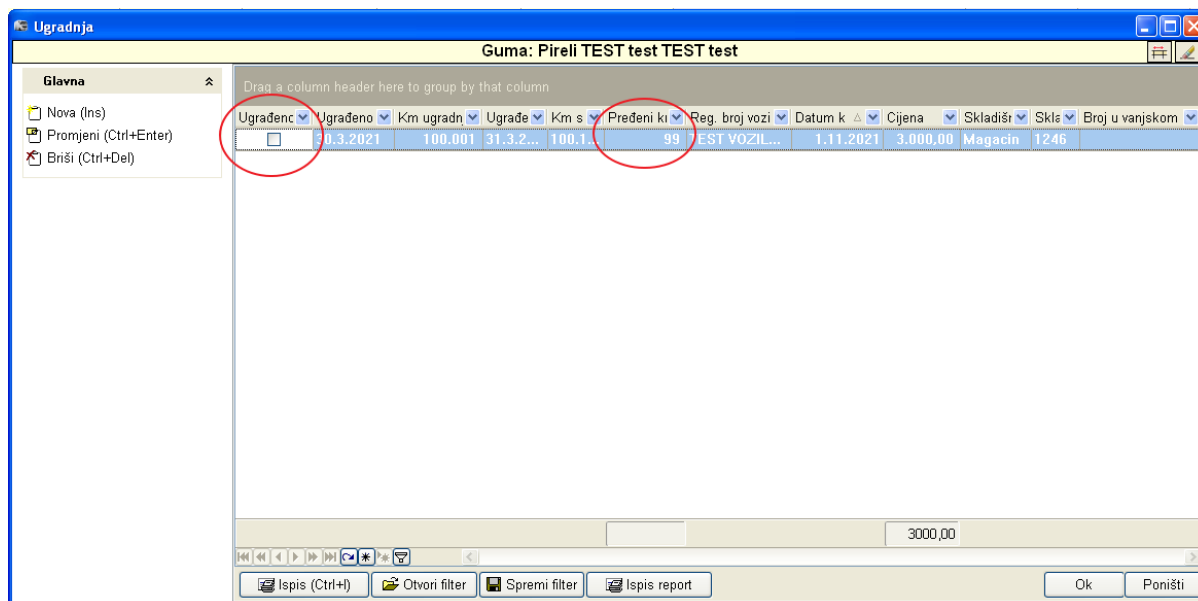 Ugradnja
Guma: Pireli TEST test TEST test
Glavna
Nova (Ins)
Promjeni (Ctrl+Enter)
Briši (Ctrl+Del)
Drag a column header here to group by that column
Ugrađenc Ugrađeno Km ugradnj Ugrađe Km s Pređeni ki Reg. broj vozi Datum k Cijena Skladišr Skla Broj u vanjskom
30.3.2021 100.001 31.3.2... 100.1... 99 TEST VOZIL... 1.11.2021 3.000,00 Magacin 1246
3000,00
Ispis (Ctrl+I) Otvori filter Spremi filter Ispis report Ok Poništi